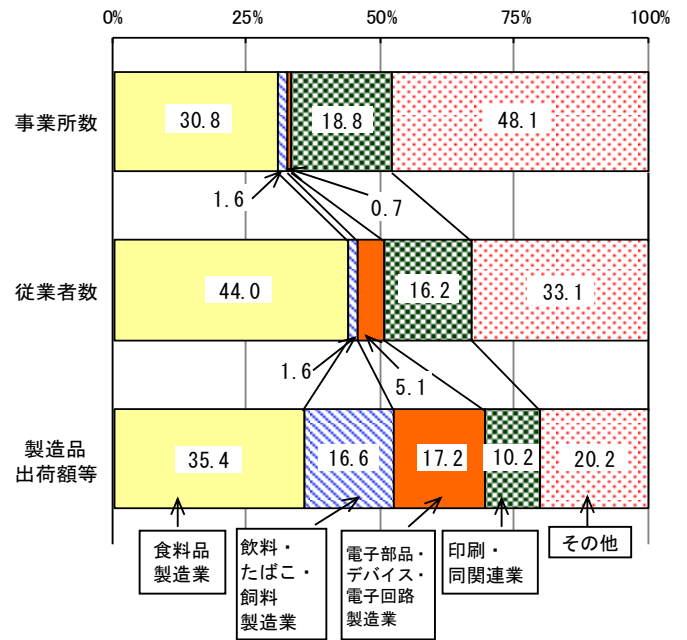 0% 25% 50% 75% 100%
事業所数 30.8 18.8 48.1
1.6 0.7
従業者数 44.0 16.2 33.1
1.6 5.1
製造品
出荷額等
35.4 16.6 17.2 10.2 20.2
食料品
製造業
飲料・
たばこ・
飼料
製造業
電子部品・
デバイス・
電子回路
製造業
印刷・
同関連業
その他